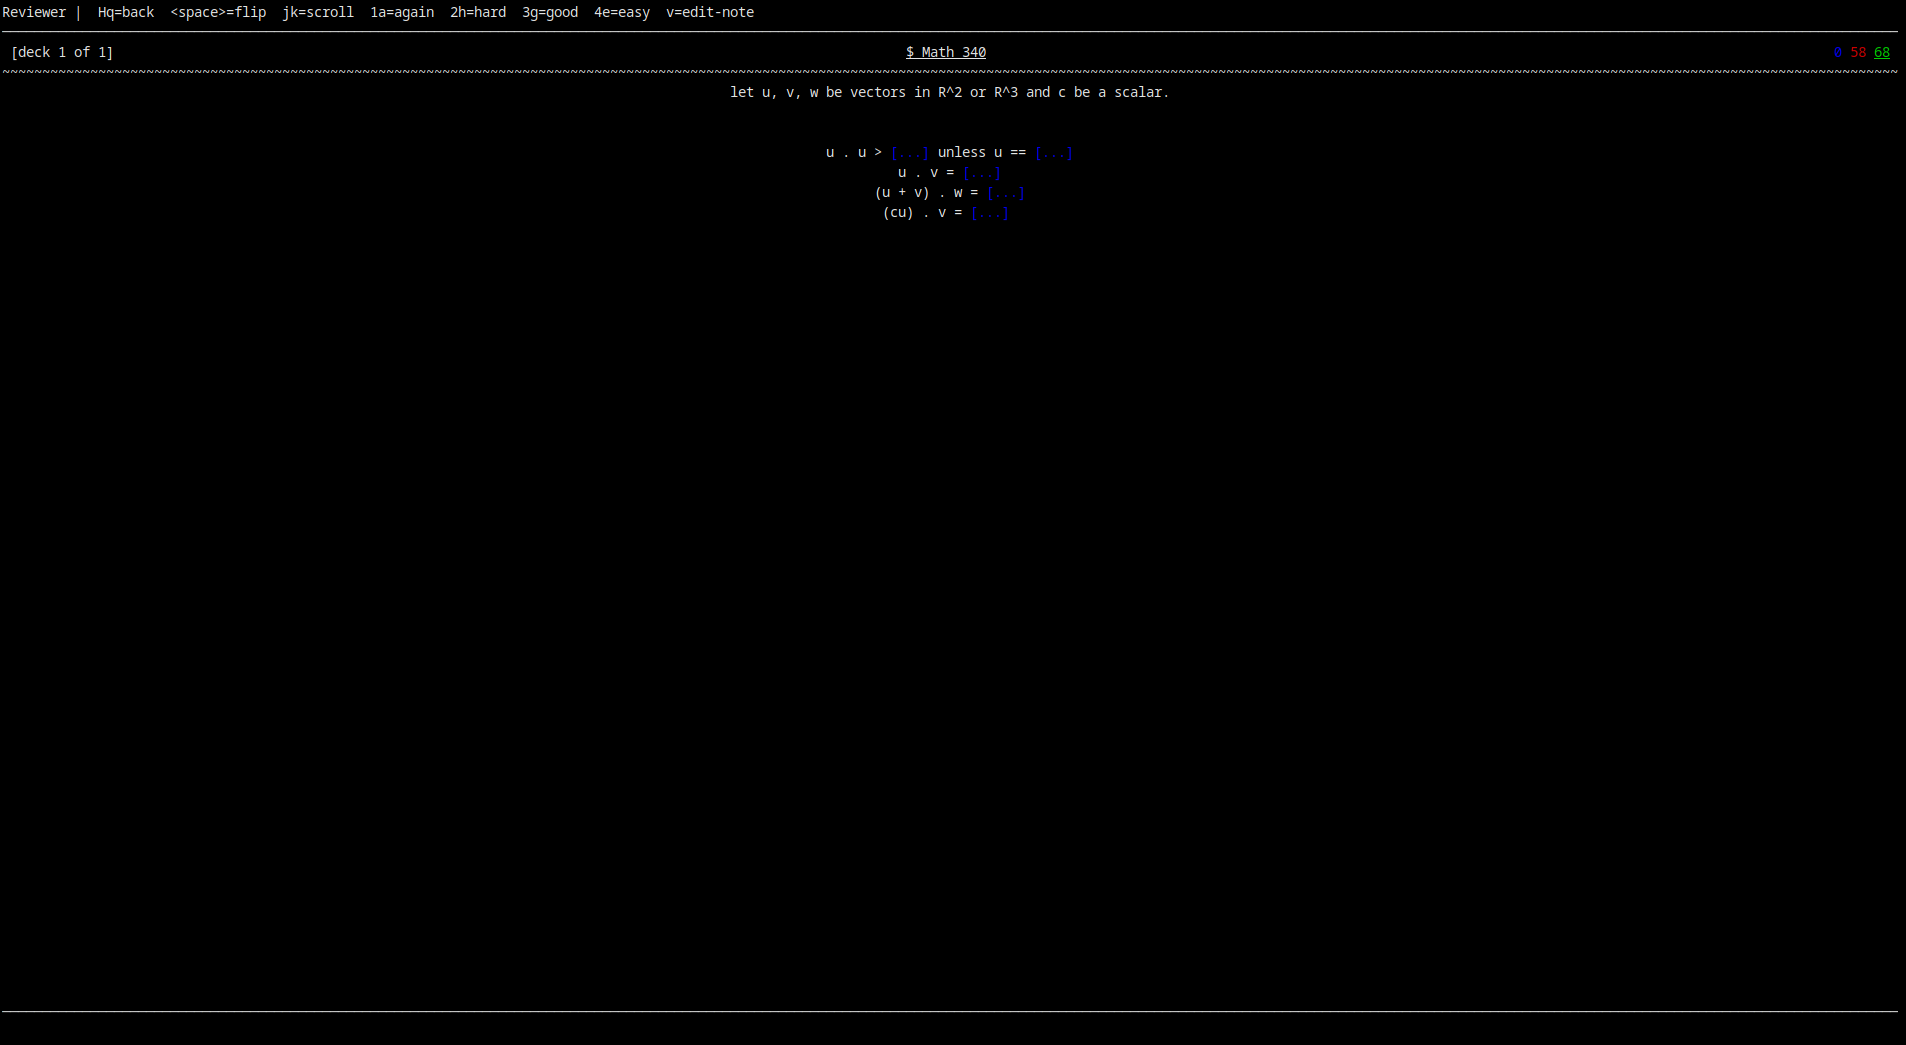 Reviewer | Hq=back <space>=flip jk=scroll 1a=again 2h=hard 3g=good 4e=easy v=edit-note
[deck 1 of 1] $ Math 340 0 58 68
~~~~~~~~~~~~~~~~~~~~~~~~~~~~~~~~~~~~~~~~~~~~~~~~~~~~~~~~~~~~~~~~~~~~~~~~~~~~~~~~
let u, v, w be vectors in R^2 or R^3 and c be a scalar.
u . u > [...] unless u == [...]
u . v = [...]
(u + v) . w = [...]
(cu) . v = [...]